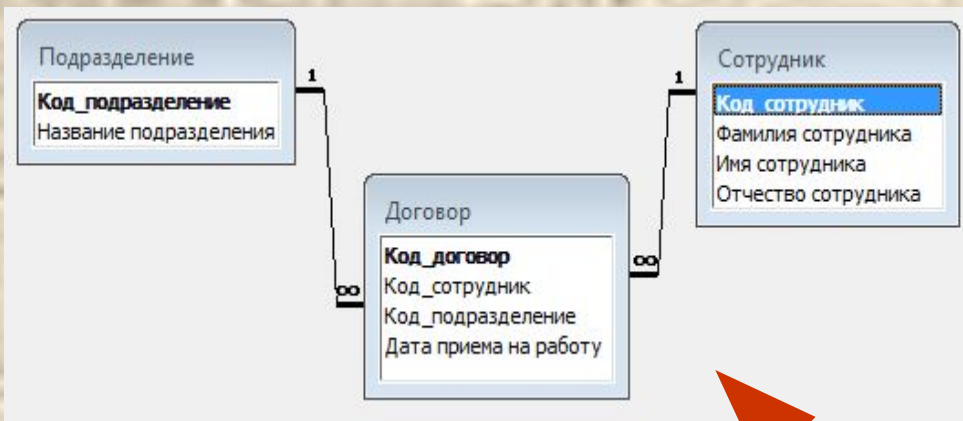 Подразделение
Код_подразделение
Название подразделения
1
∞
Договор
Код_договор
Код_сотрудник
Код_подразделение
Дата приема на работу
∞
1
Сотрудник
Код_сотрудник
Фамилия сотрудника
Имя сотрудника
Отчество сотрудника